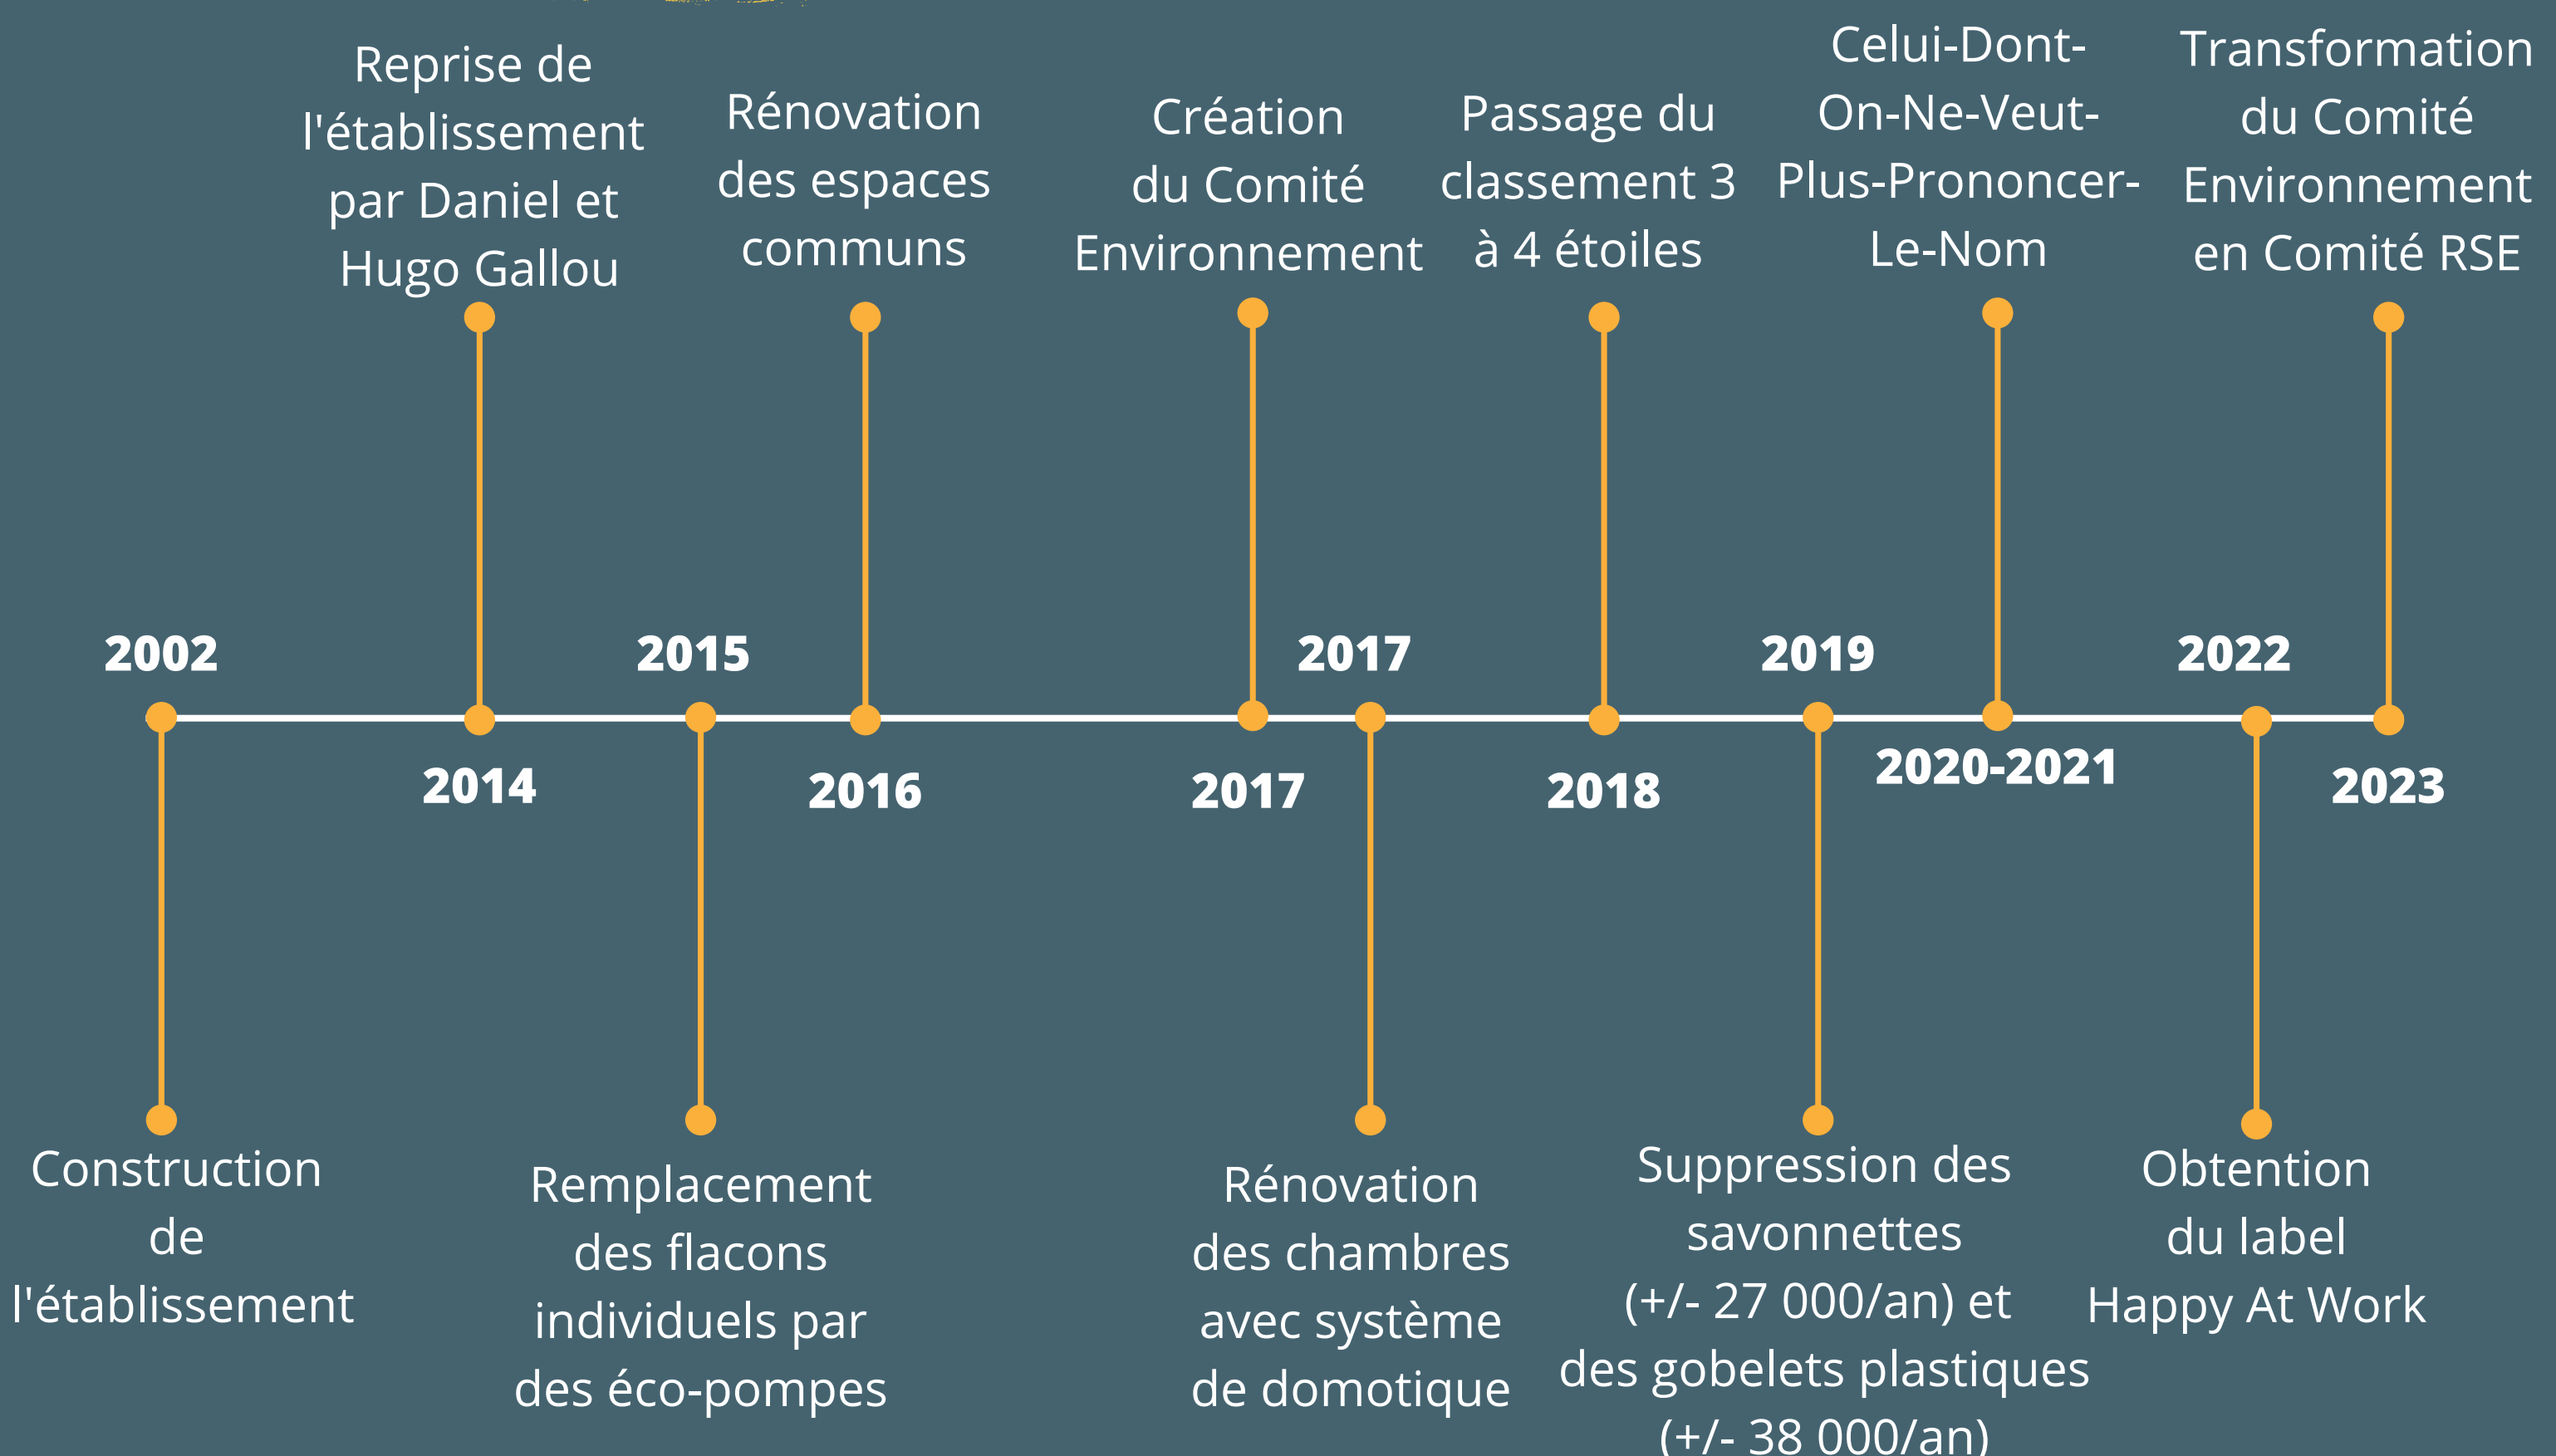 Reprise de
l'établissement
par Daniel et
Hugo Gallou
Rénovation
des espaces
communs
Création
du Comité
Environnement
Passage du
classement 3
à 4 étoiles
Celui-Dont-
On-Ne-Veut-
Plus-Prononcer-
Le-Nom
Transformation
du Comité
Environnement
en Comité RSE
2002
2015
2017
2019
2022
2014
2016
2017
2018
2020-2021
2023
Construction
de
l'établissement
Remplacement
des flacons
individuels par
des éco-pompes
Rénovation
des chambres
avec système
de domotique
Suppression des
savonnettes
(+/- 27 000/an) et
des gobelets plastiques
(+/- 38 000/an)
Obtention
du label
Happy At Work